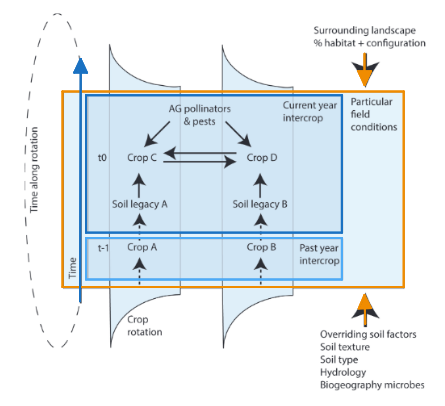 Surrounding landscape
% habitat + configuration
AG pollinators
& pests
Current year
intercrop
Particular
field
conditions
t0
Crop C
Crop D
Soil legacy A
Soil legacy B
t-1
Crop A
Crop B
Past year
intercrop
Time along rotation
Time
Crop
rotation
Overriding soil factors
Soil texture
Soil type
Hydrology
Biogeography microbes